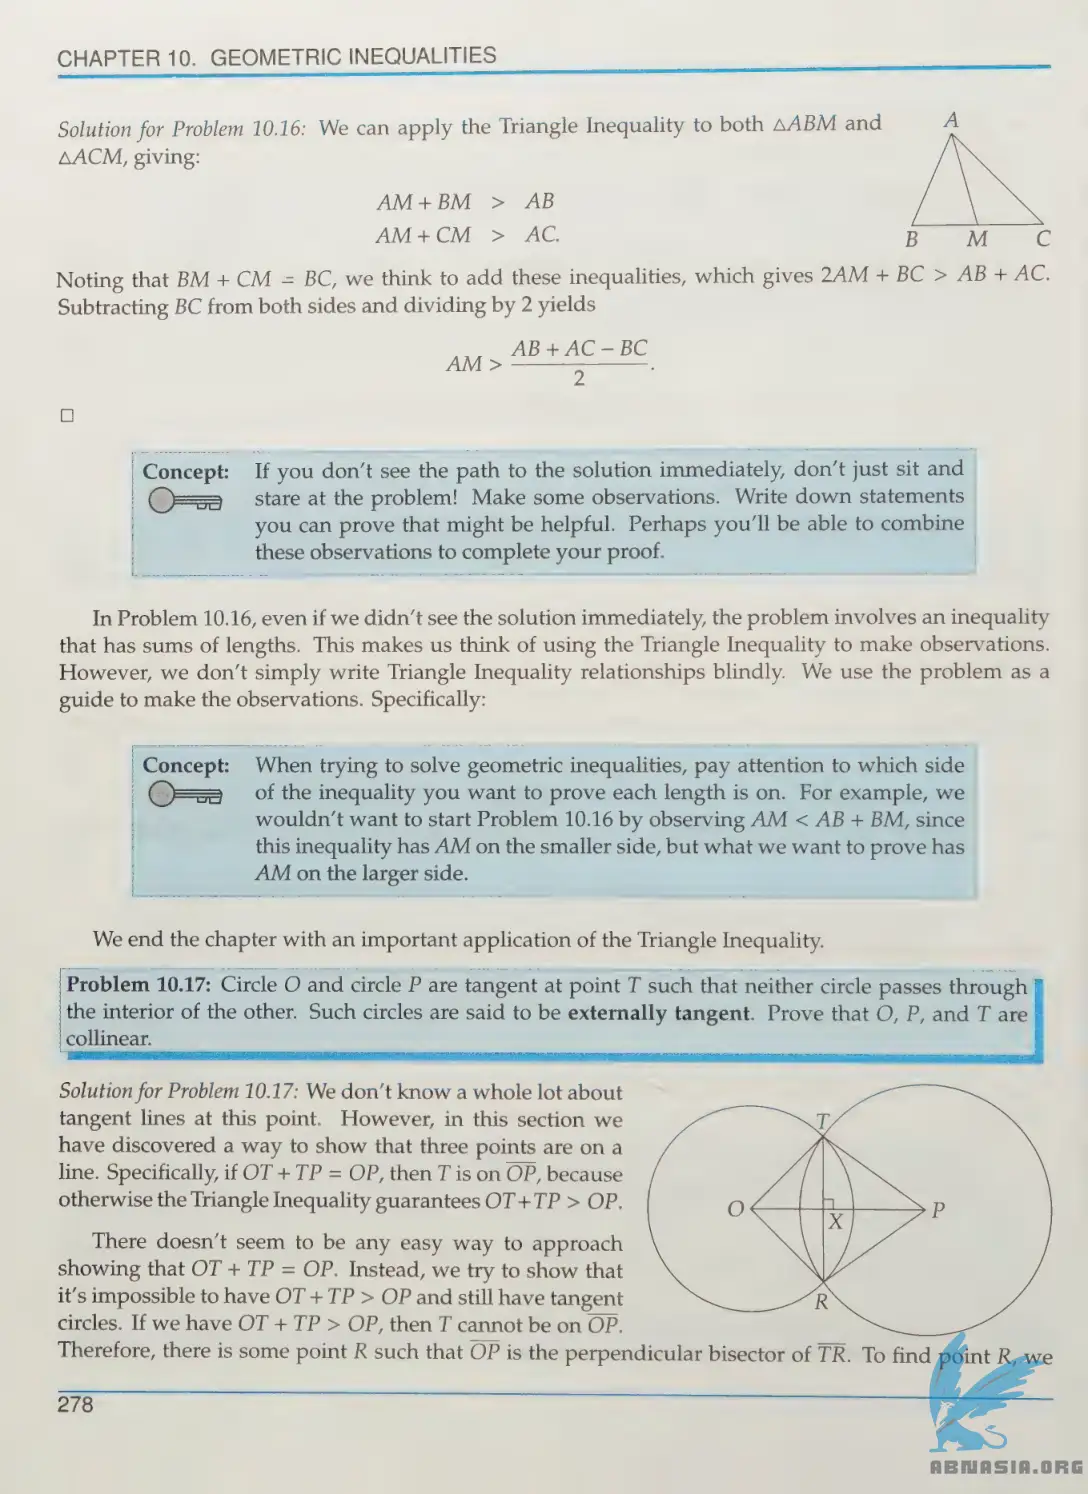 CHAPTER 10. GEOMETRIC INEQUALITIES
Solution for Problem 10.16: We can apply the Triangle Inequality to both △ABM and
△ACM, giving:
AM + BM > AB
AM + CM > AC.
A
B M C
Noting that BM + CM = BC, we think to add these inequalities, which gives 2AM + BC > AB + AC.
Subtracting BC from both sides and dividing by 2 yields
AM > (AB + AC − BC)/2.
□
Concept: If you don't see the path to the solution immediately, don't just sit and
stare at the problem! Make some observations. Write down statements
you can prove that might be helpful. Perhaps you'll be able to combine
these observations to complete your proof.
In Problem 10.16, even if we didn't see the solution immediately, the problem involves an inequality
that has sums of lengths. This makes us think of using the Triangle Inequality to make observations.
However, we don't simply write Triangle Inequality relationships blindly. We use the problem as a
guide to make the observations. Specifically:
Concept: When trying to solve geometric inequalities, pay attention to which side
of the inequality you want to prove each length is on. For example, we
wouldn't want to start Problem 10.16 by observing AM < AB + BM, since
this inequality has AM on the smaller side, but what we want to prove has
AM on the larger side.
We end the chapter with an important application of the Triangle Inequality.
Problem 10.17: Circle O and circle P are tangent at point T such that neither circle passes through
the interior of the other. Such circles are said to be externally tangent. Prove that O, P, and T are
collinear.
Solution for Problem 10.17: We don't know a whole lot about
tangent lines at this point. However, in this section we
have discovered a way to show that three points are on a
line. Specifically, if OT + TP = OP, then T is on OP, because
otherwise the Triangle Inequality guarantees OT + TP > OP.
There doesn't seem to be any easy way to approach
showing that OT + TP = OP. Instead, we try to show that
it's impossible to have OT + TP > OP and still have tangent
circles. If we have OT + TP > OP, then T cannot be on OP.
T
O X P
R
Therefore, there is some point R such that OP is the perpendicular bisector of TR. To find point R, we
278
ABNASIA.ORG